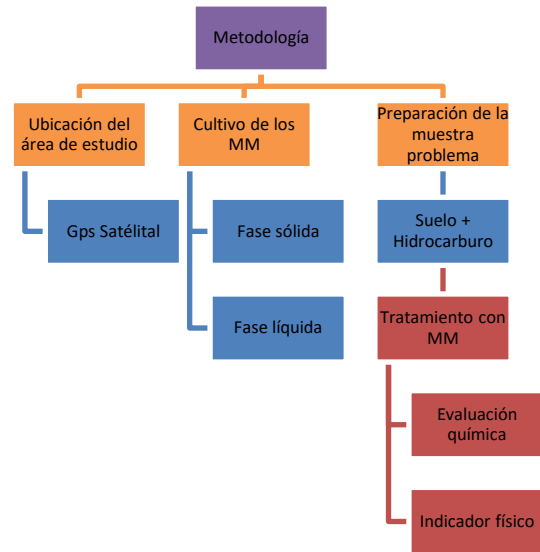 Metodología
Ubicación del
área de estudio
Cultivo de los
MM
Preparación de la
muestra
problema
Gps Satélital
Fase sólida
Suelo +
Hidrocarburo
Fase líquida
Tratamiento con
MM
Evaluación
química
Indicador físico